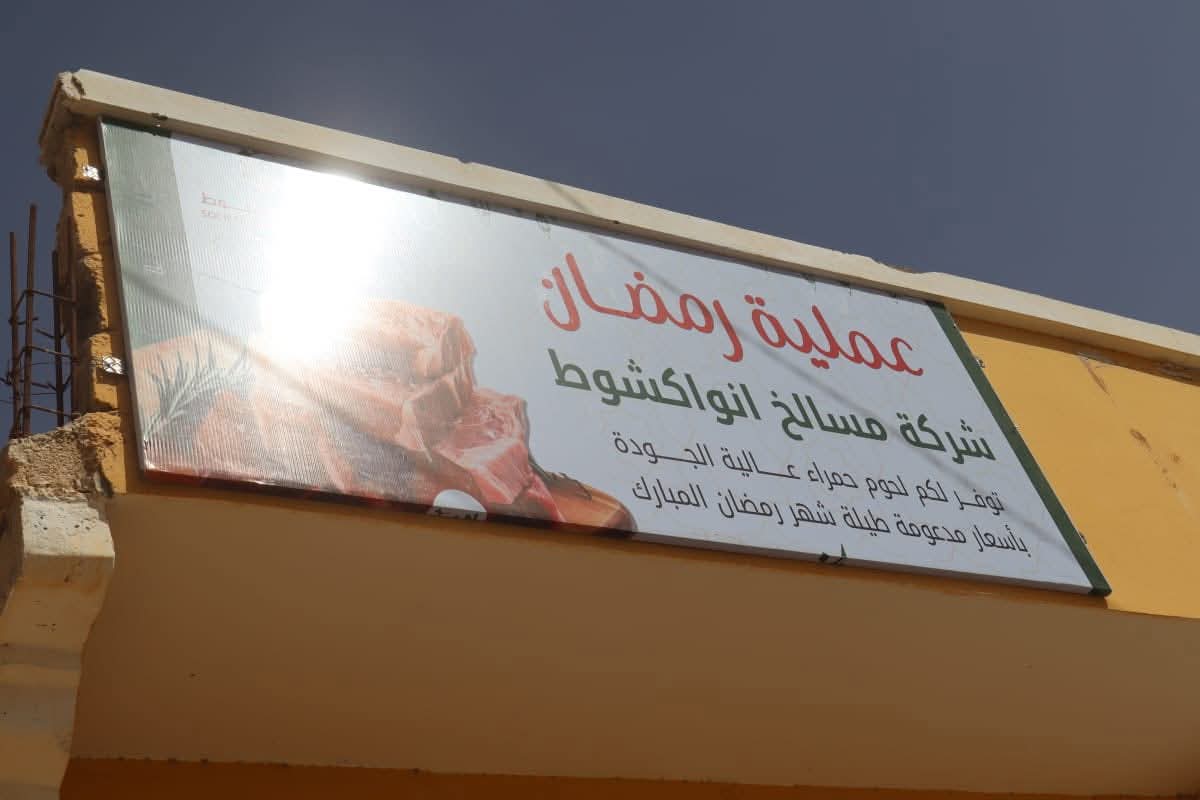 عملية رمضان
شركة مسالخ انواكشوط
توفر لكم لحوم حمراء عالية الجودة
بأسعار مدعومة طيلة شهر رمضان المبارك